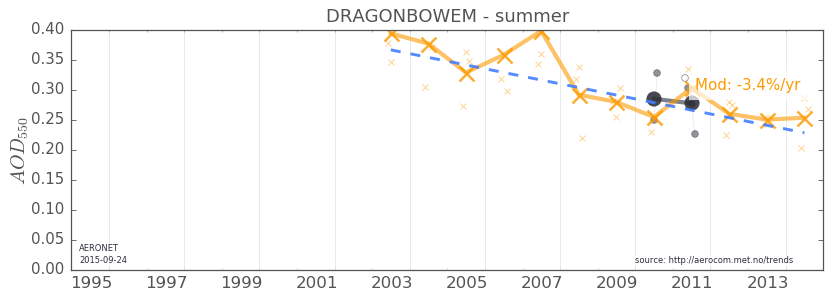 DRAGONBOWEM - summer
0.40
0.35
0.30
0.25
0.20
0.15
0.10
0.05
0.00
AOD550
Mod: -3.4%/yr
AERONET
2015-09-24
source: http://aerocom.met.no/trends
1995 1997 1999 2001 2003 2005 2007 2009 2011 2013